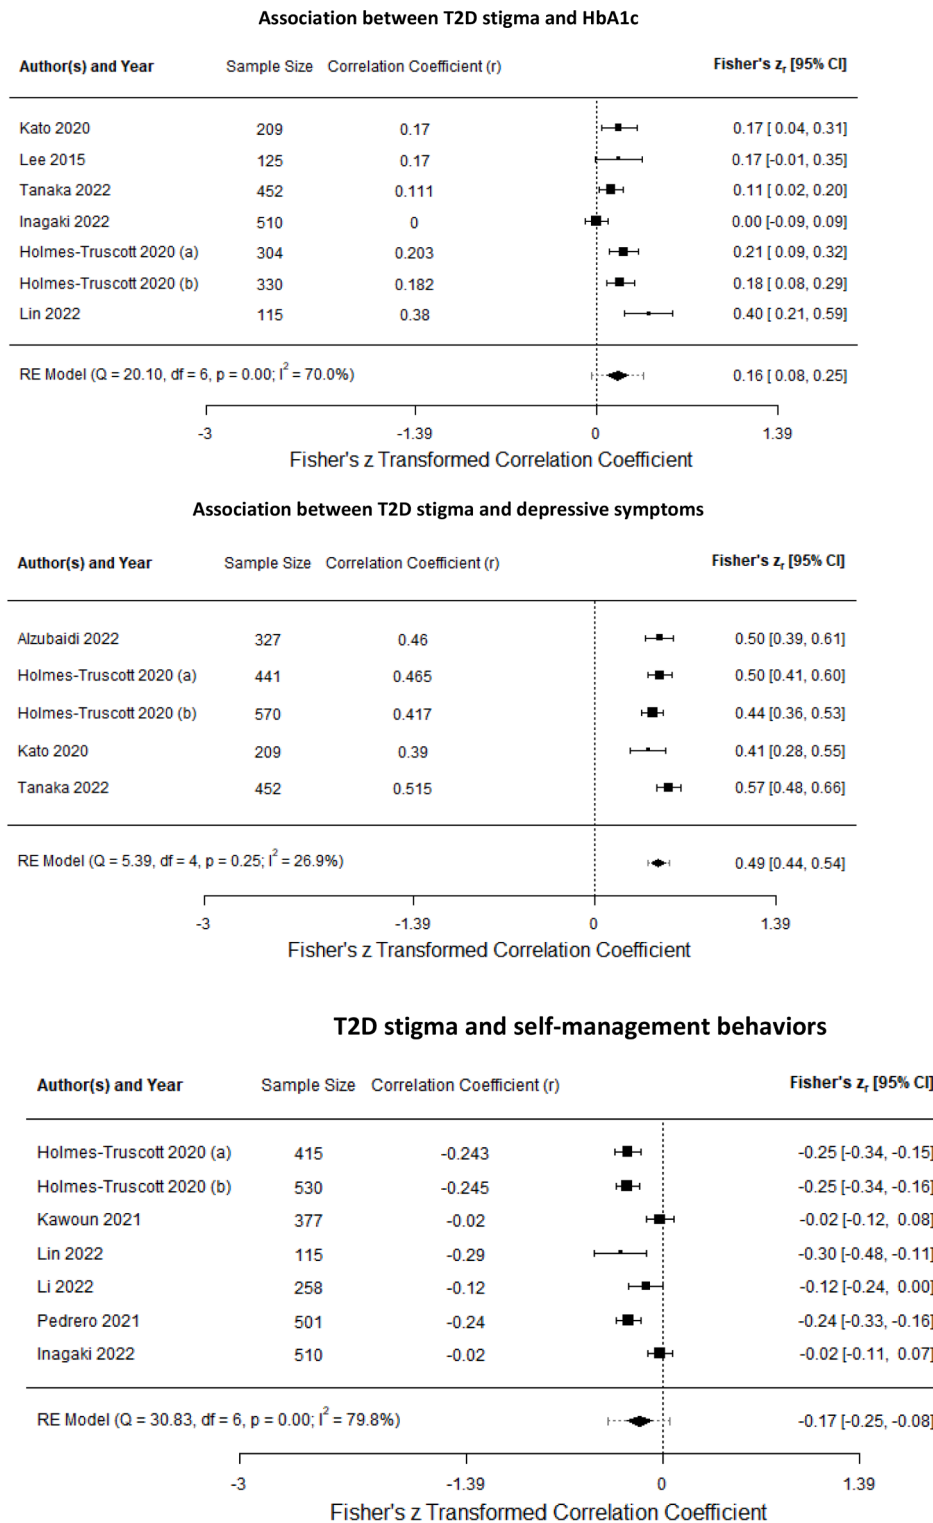 Association between T2D stigma and HbA1c
Author(s) and Year Sample Size Correlation Coefficient (r) Fisher's zr [95% CI]
Kato 2020 209 0.17 0.17 [ 0.04, 0.31]
Lee 2015 125 0.17 0.17 [-0.01, 0.35]
Tanaka 2022 452 0.111 0.11 [ 0.02, 0.20]
Inagaki 2022 510 0 0.00 [-0.09, 0.09]
Holmes-Truscott 2020 (a) 304 0.203 0.21 [ 0.09, 0.32]
Holmes-Truscott 2020 (b) 330 0.182 0.18 [ 0.08, 0.29]
Lin 2022 115 0.38 0.40 [ 0.21, 0.59]
RE Model (Q = 20.10, df = 6, p = 0.00; I2 = 70.0%) 0.16 [ 0.08, 0.25]
-3 -1.39 0 1.39
Fisher's z Transformed Correlation Coefficient
Association between T2D stigma and depressive symptoms
Author(s) and Year Sample Size Correlation Coefficient (r) Fisher's zr [95% CI]
Alzubaidi 2022 327 0.46 0.50 [0.39, 0.61]
Holmes-Truscott 2020 (a) 441 0.465 0.50 [0.41, 0.60]
Holmes-Truscott 2020 (b) 570 0.417 0.44 [0.36, 0.53]
Kato 2020 209 0.39 0.41 [0.28, 0.55]
Tanaka 2022 452 0.515 0.57 [0.48, 0.66]
RE Model (Q = 5.39, df = 4, p = 0.25; I2 = 26.9%) 0.49 [0.44, 0.54]
-3 -1.39 0 1.39
Fisher's z Transformed Correlation Coefficient
T2D stigma and self-management behaviors
Author(s) and Year Sample Size Correlation Coefficient (r) Fisher's zr [95% CI]
Holmes-Truscott 2020 (a) 415 -0.243 -0.25 [-0.34, -0.15]
Holmes-Truscott 2020 (b) 530 -0.245 -0.25 [-0.34, -0.16]
Kawoun 2021 377 -0.02 -0.02 [-0.12, 0.08]
Lin 2022 115 -0.29 -0.30 [-0.48, -0.11]
Li 2022 258 -0.12 -0.12 [-0.24, 0.00]
Pedrero 2021 501 -0.24 -0.24 [-0.33, -0.16]
Inagaki 2022 510 -0.02 -0.02 [-0.11, 0.07]
RE Model (Q = 30.83, df = 6, p = 0.00; I2 = 79.8%) -0.17 [-0.25, -0.08]
-3 -1.39 0 1.39
Fisher's z Transformed Correlation Coefficient